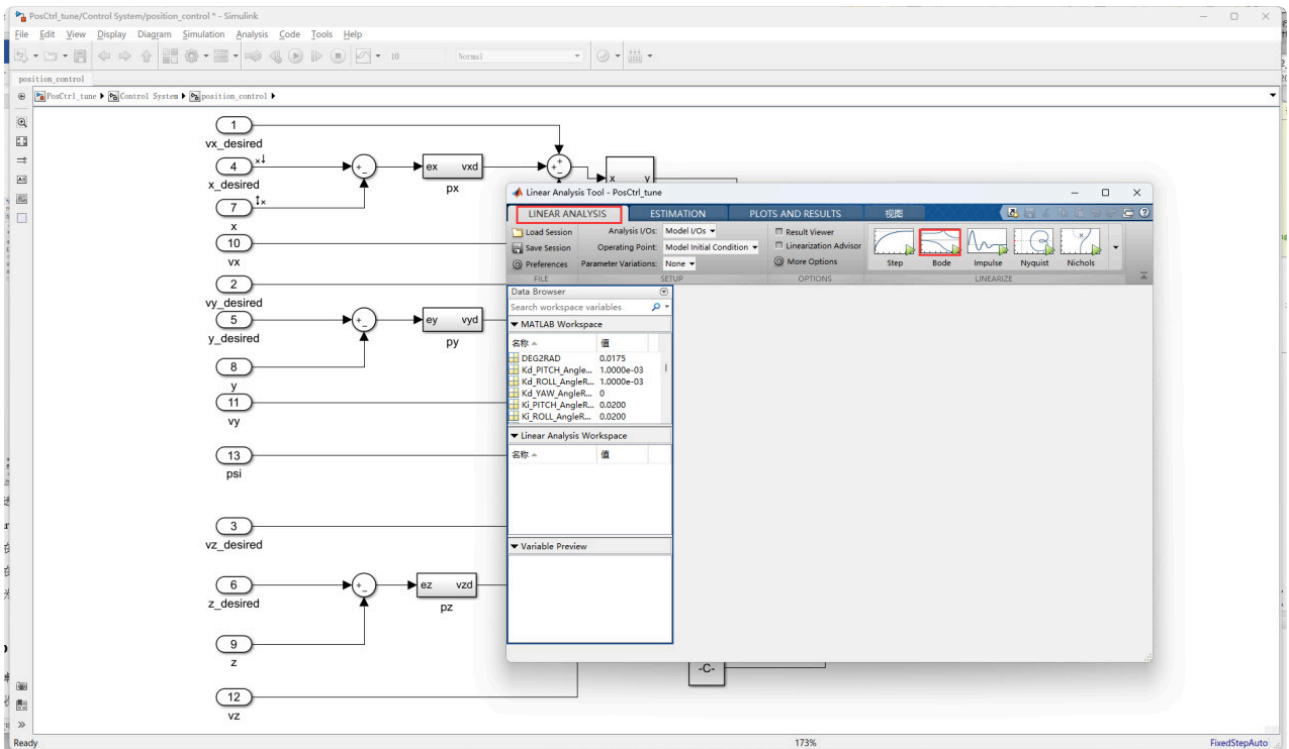 PosCtrl_tune/Control System/position_control * - Simulink
File Edit View Display Diagram Simulation Analysis Code Tools Help
10 Normal
position_control
PosCtrl_tune Control System position_control
1
vx_desired
4
x_desired
ex vxd
px
x y
7
x
10
vx
2
vy_desired
5
y_desired
ey vyd
py
8
y
11
vy
13
psi
3
vz_desired
6
z_desired
ez vzd
pz
9
z
12
vz
-C-
Linear Analysis Tool - PosCtrl_tune
LINEAR ANALYSIS ESTIMATION PLOTS AND RESULTS 视图
Load Session Analysis I/Os: Model I/Os Result Viewer
Save Session Operating Point: Model Initial Condition Linearization Advisor
Preferences Parameter Variations: None More Options
Step Bode Impulse Nyquist Nichols
FILE SETUP OPTIONS LINEARIZE
Data Browser
Search workspace variables
MATLAB Workspace
名称 值
DEG2RAD 0.0175
Kd_PITCH_Angle... 1.0000e-03
Kd_ROLL_AngleR... 1.0000e-03
Kd_YAW_AngleR... 0
Ki_PITCH_AngleR... 0.0200
Ki_ROLL_AngleR... 0.0200
Linear Analysis Workspace
名称 值
Variable Preview
Ready 173% FixedStepAuto